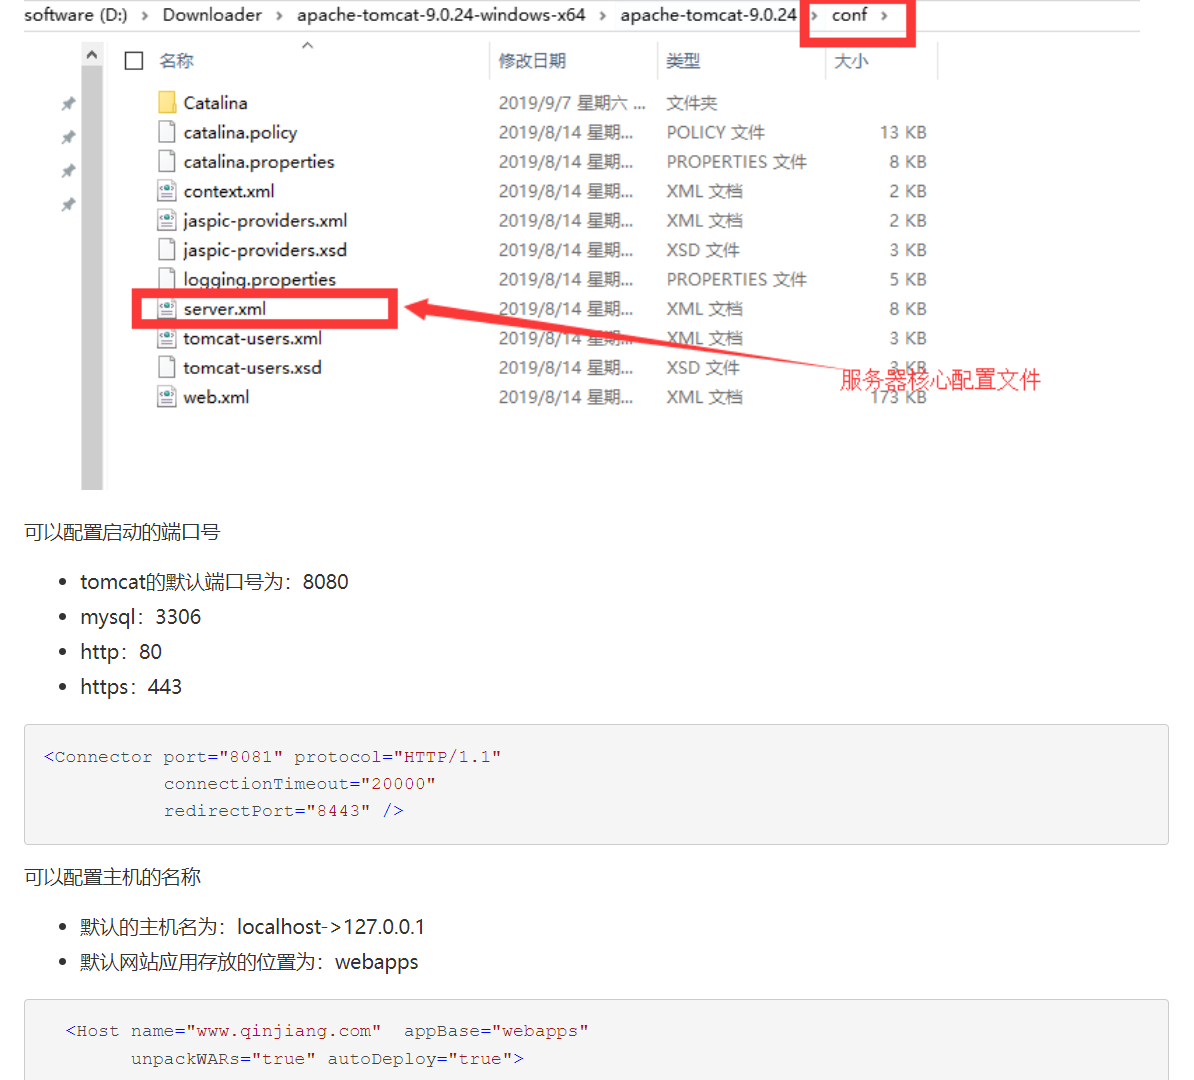 software (D:) › Downloader › apache-tomcat-9.0.24-windows-x64 › apache-tomcat-9.0.24 › conf ›
名称 修改日期 类型 大小
Catalina 2019/9/7 星期六 ... 文件夹
catalina.policy 2019/8/14 星期... POLICY 文件 13 KB
catalina.properties 2019/8/14 星期... PROPERTIES 文件 8 KB
context.xml 2019/8/14 星期... XML 文档 2 KB
jaspic-providers.xml 2019/8/14 星期... XML 文档 2 KB
jaspic-providers.xsd 2019/8/14 星期... XSD 文件 3 KB
logging.properties 2019/8/14 星期... PROPERTIES 文件 5 KB
server.xml 2019/8/14 星期... XML 文档 8 KB
tomcat-users.xml 2019/8/14 星期... XML 文档 3 KB
tomcat-users.xsd 2019/8/14 星期... XSD 文件 3 KB
服务器核心配置文件
web.xml 2019/8/14 星期... XML 文档 173 KB
可以配置启动的端口号
• tomcat的默认端口号为：8080
• mysql：3306
• http：80
• https：443
<Connector port="8081" protocol="HTTP/1.1"
connectionTimeout="20000"
redirectPort="8443" />
可以配置主机的名称
• 默认的主机名为：localhost->127.0.0.1
• 默认网站应用存放的位置为：webapps
<Host name="www.qinjiang.com"  appBase="webapps"
unpackWARs="true" autoDeploy="true">